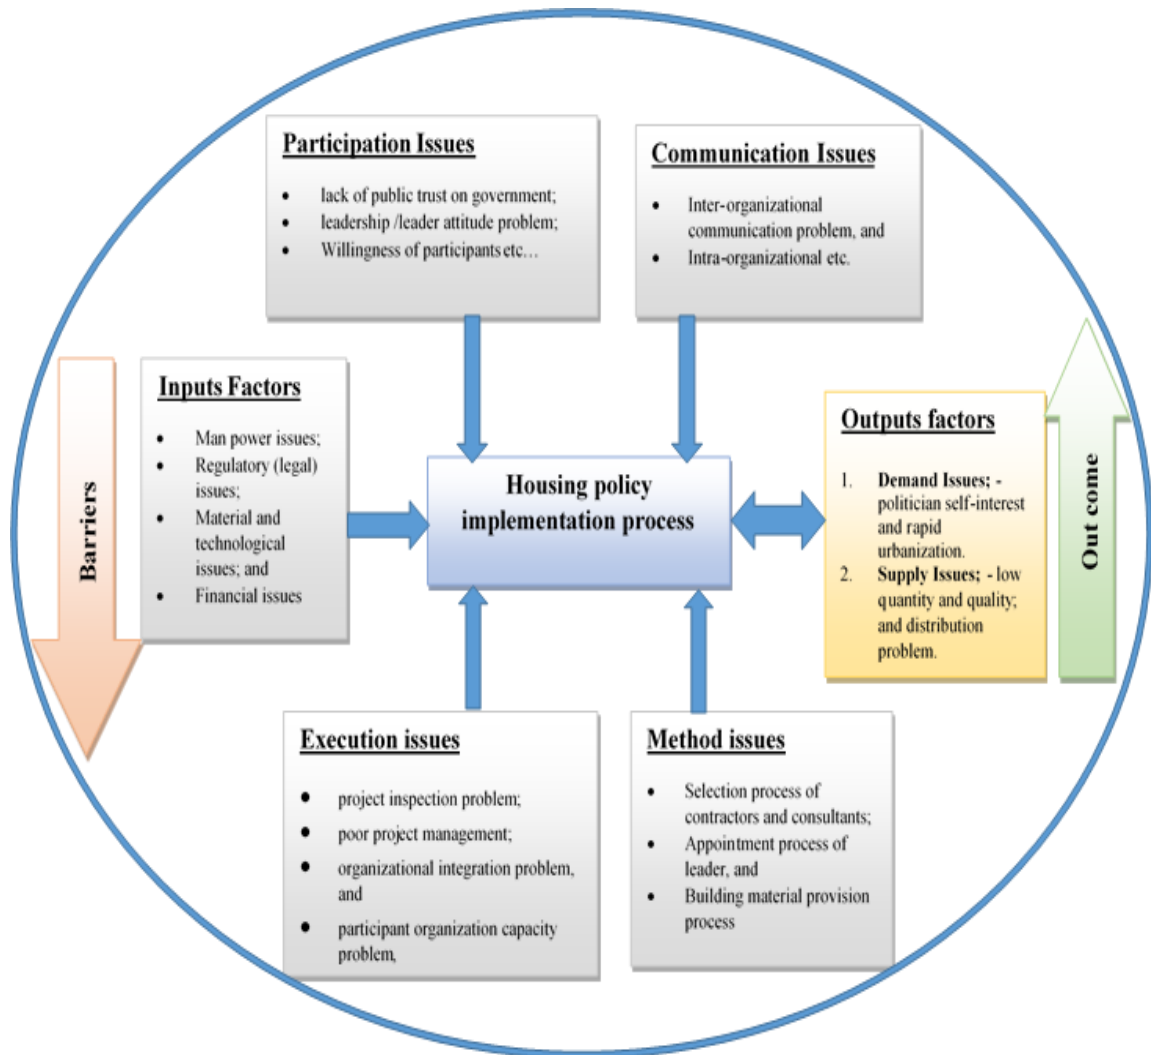 Participation Issues
• lack of public trust on government;
• leadership /leader attitude problem;
• Willingness of participants etc…
Communication Issues
• Inter-organizational
communication problem, and
• Intra-organizational etc.
Barriers
Inputs Factors
• Man power issues;
• Regulatory (legal)
issues;
• Material and
technological
issues; and
• Financial issues
Housing policy
implementation process
Outputs factors
1. Demand Issues; -
politician self-interest
and rapid
urbanization.
2. Supply Issues; - low
quantity and quality;
and distribution
problem.
Out come
Execution issues
• project inspection problem;
• poor project management;
• organizational integration problem,
and
• participant organization capacity
problem,
Method issues
• Selection process of
contractors and consultants;
• Appointment process of
leader, and
• Building material provision
process